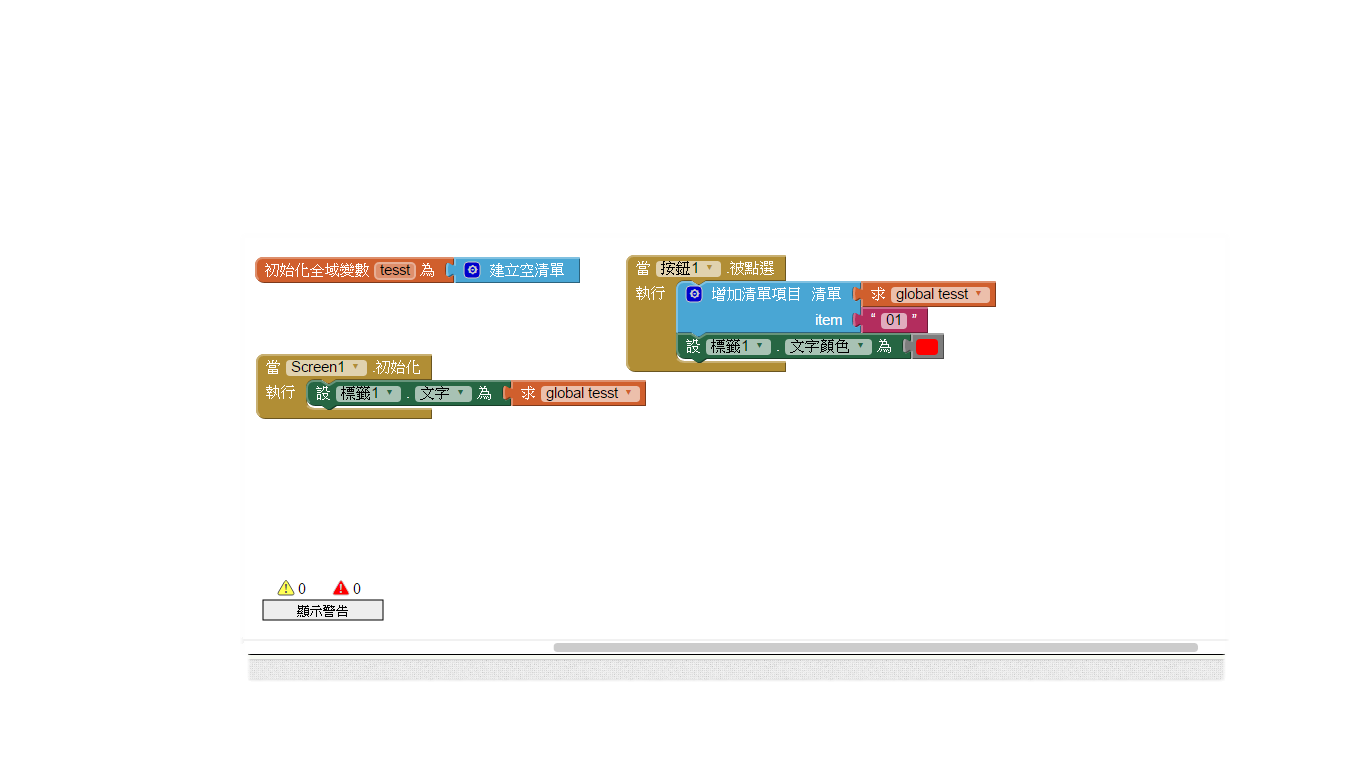 初始化全域變數 tesst 為 建立空清單
當 Screen1 .初始化
執行 設 標籤1 . 文字 為 求 global tesst
當 按鈕1 .被點選
執行 增加清單項目 清單 求 global tesst
item “ 01 ”
設 標籤1 . 文字顏色 為
0 0
顯示警告